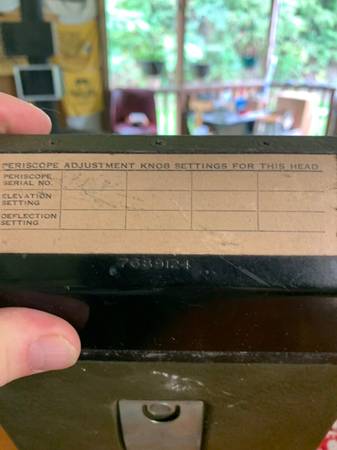 PERISCOPE ADJUSTMENT KNOB SETTINGS FOR THIS HEAD
PERISCOPE
SERIAL NO.
ELEVATION
SETTING
DEFLECTION
SETTING
7689124